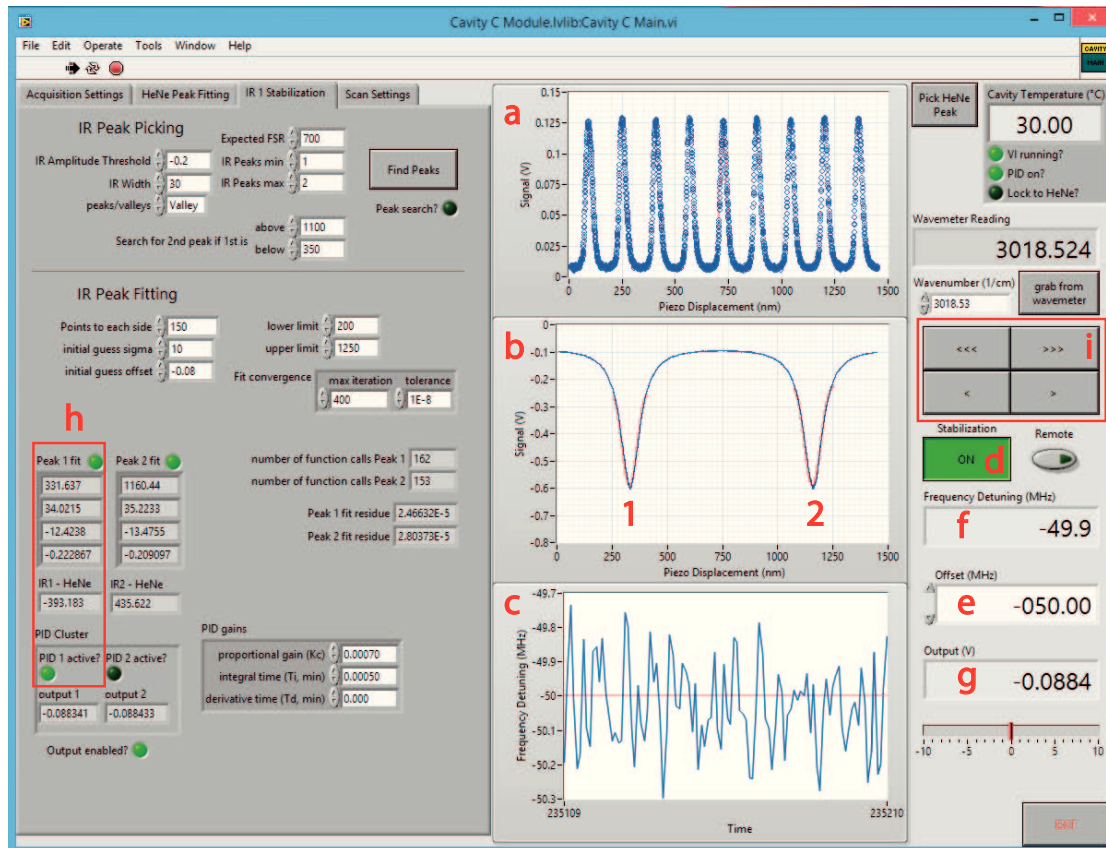 Cavity C Module.lvlib:Cavity C Main.vi
File Edit Operate Tools Window Help
CAVITY
MAIN
Acquisition Settings HeNe Peak Fitting IR 1 Stabilization Scan Settings
IR Peak Picking
Expected FSR 700
IR Amplitude Threshold -0.2 IR Peaks min 1
IR Width 30 IR Peaks max 2
Find Peaks
peaks/valleys Valley
Peak search?
above 1100
Search for 2nd peak if 1st is
below 350
IR Peak Fitting
Points to each side 150 lower limit 200
initial guess sigma 10 upper limit 1250
initial guess offset -0.08
Fit convergence max iteration tolerance
400 1E-8
h
Peak 1 fit Peak 2 fit
331.637 1160.44
34.0215 35.2233
-12.4238 -13.4755
-0.222867 -0.209097
number of function calls Peak 1 162
number of function calls Peak 2 153
Peak 1 fit residue 2.46632E-5
Peak 2 fit residue 2.80373E-5
IR1 - HeNe IR2 - HeNe
-393.183 435.622
PID Cluster
PID 1 active? PID 2 active?
output 1 output 2
-0.088341 -0.088433
Output enabled?
PID gains
proportional gain (Kc) 0.00070
integral time (Ti, min) 0.00050
derivative time (Td, min) 0.000
a
Signal (V)
0.15
0.125
0.1
0.075
0.05
0.025
0
0 250 500 750 1000 1250 1500
Piezo Displacement (nm)
b
Signal (V)
0
-0.1
-0.2
-0.3
-0.4
-0.5
-0.6
-0.7
-0.8
1 2
0 250 500 750 1000 1250 1500
Piezo Displacement (nm)
c
Frequency Detuning (MHz)
-49.7
-49.8
-49.9
-50
-50.1
-50.2
-50.3
235109 235210
Time
Pick HeNe
Peak
Cavity Temperature (°C)
30.00
VI running?
PID on?
Lock to HeNe?
Wavemeter Reading
3018.524
Wavenumber (1/cm)
3018.53
grab from
wavemeter
<<< >>> i
< >
Stabilization Remote
ON d
Frequency Detuning (MHz)
f -49.9
Offset (MHz)
e -050.00
Output (V)
g -0.0884
-10 -5 0 5 10
EXIT